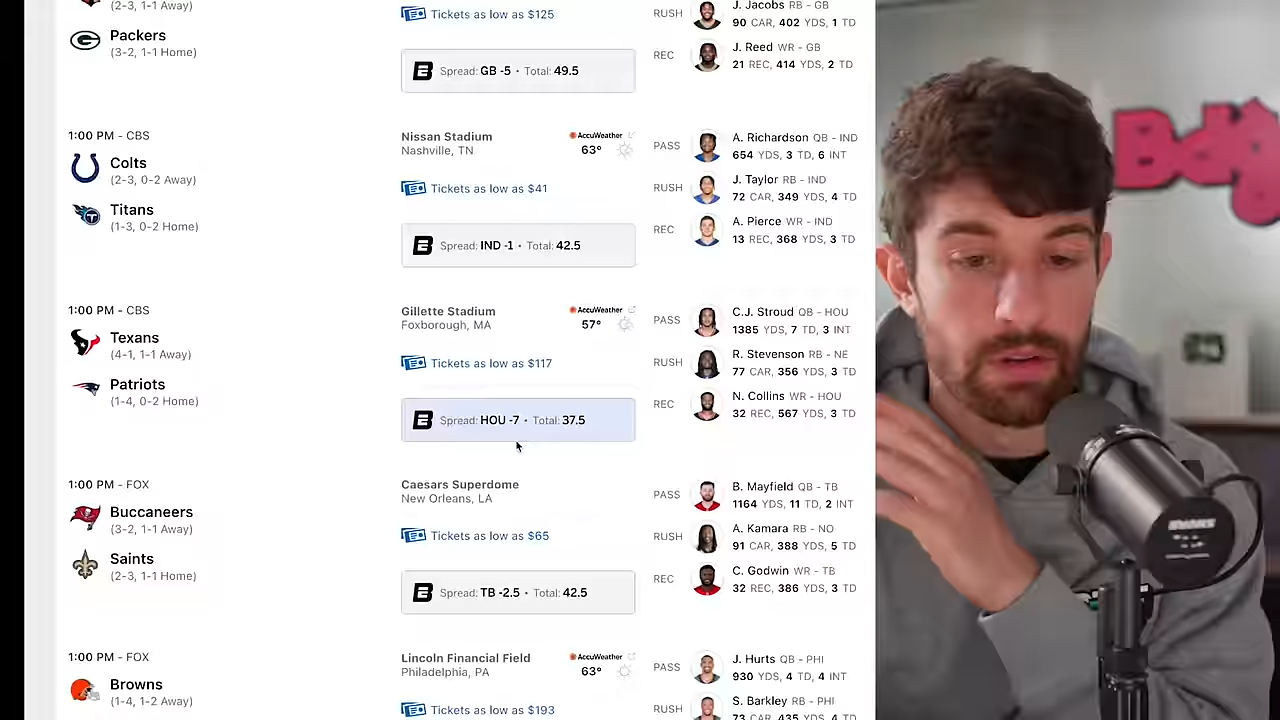 (2-3, 1-1 Away)
Packers
(3-2, 1-1 Home)
Tickets as low as $125
Spread: GB -5 • Total: 49.5
RUSH
J. Jacobs RB - GB
90 CAR, 402 YDS, 1 TD
REC
J. Reed WR - GB
21 REC, 414 YDS, 2 TD
1:00 PM - CBS
Colts
(2-3, 0-2 Away)
Titans
(1-3, 0-2 Home)
Nissan Stadium
Nashville, TN
AccuWeather
63°
Tickets as low as $41
Spread: IND -1 • Total: 42.5
PASS
A. Richardson QB - IND
654 YDS, 3 TD, 6 INT
RUSH
J. Taylor RB - IND
72 CAR, 349 YDS, 4 TD
REC
A. Pierce WR - IND
13 REC, 368 YDS, 3 TD
1:00 PM - CBS
Texans
(4-1, 1-1 Away)
Patriots
(1-4, 0-2 Home)
Gillette Stadium
Foxborough, MA
AccuWeather
57°
Tickets as low as $117
Spread: HOU -7 • Total: 37.5
PASS
C.J. Stroud QB - HOU
1385 YDS, 7 TD, 3 INT
RUSH
R. Stevenson RB - NE
77 CAR, 356 YDS, 3 TD
REC
N. Collins WR - HOU
32 REC, 567 YDS, 3 TD
1:00 PM - FOX
Buccaneers
(3-2, 1-1 Away)
Saints
(2-3, 1-1 Home)
Caesars Superdome
New Orleans, LA
Tickets as low as $65
Spread: TB -2.5 • Total: 42.5
PASS
B. Mayfield QB - TB
1164 YDS, 11 TD, 2 INT
RUSH
A. Kamara RB - NO
91 CAR, 388 YDS, 5 TD
REC
C. Godwin WR - TB
32 REC, 386 YDS, 3 TD
1:00 PM - FOX
Browns
(1-4, 1-2 Away)
Lincoln Financial Field
Philadelphia, PA
AccuWeather
63°
Tickets as low as $193
PASS
J. Hurts QB - PHI
930 YDS, 4 TD, 4 INT
RUSH
S. Barkley RB - PHI
73 CAR, 435 YDS, 4 TD